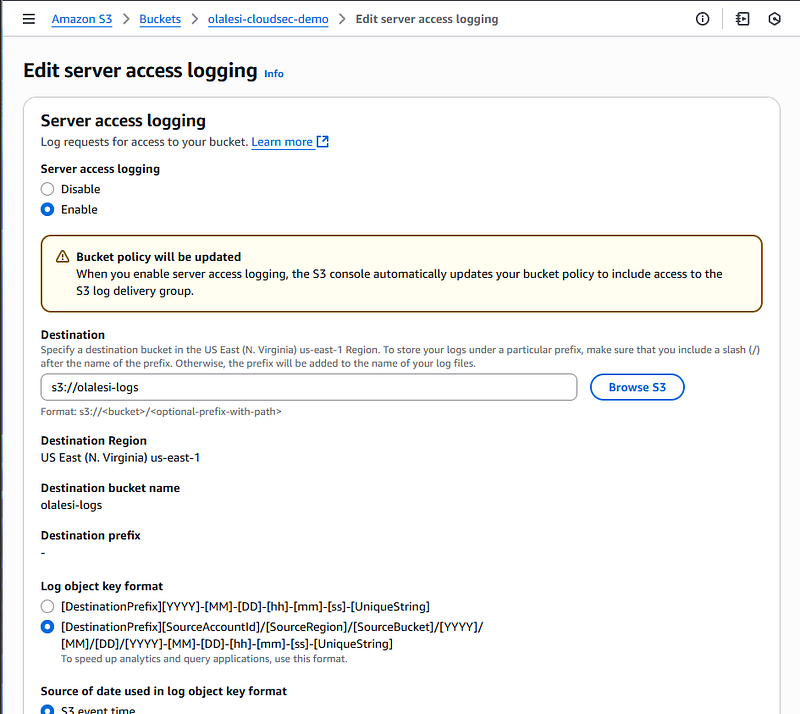 Amazon S3 > Buckets > olalesi-cloudsec-demo > Edit server access logging
Edit server access logging Info
Server access logging
Log requests for access to your bucket. Learn more
Server access logging
Disable
Enable
Bucket policy will be updated
When you enable server access logging, the S3 console automatically updates your bucket policy to include access to the
S3 log delivery group.
Destination
Specify a destination bucket in the US East (N. Virginia) us-east-1 Region. To store your logs under a particular prefix, make sure that you include a slash (/)
after the name of the prefix. Otherwise, the prefix will be added to the name of your log files.
s3://olalesi-logs
Browse S3
Format: s3://<bucket>/<optional-prefix-with-path>
Destination Region
US East (N. Virginia) us-east-1
Destination bucket name
olalesi-logs
Destination prefix
-
Log object key format
[DestinationPrefix][YYYY]-[MM]-[DD]-[hh]-[mm]-[ss]-[UniqueString]
[DestinationPrefix][SourceAccountId]/[SourceRegion]/[SourceBucket]/[YYYY]/
[MM]/[DD]/[YYYY]-[MM]-[DD]-[hh]-[mm]-[ss]-[UniqueString]
To speed up analytics and query applications, use this format.
Source of date used in log object key format
S3 event time